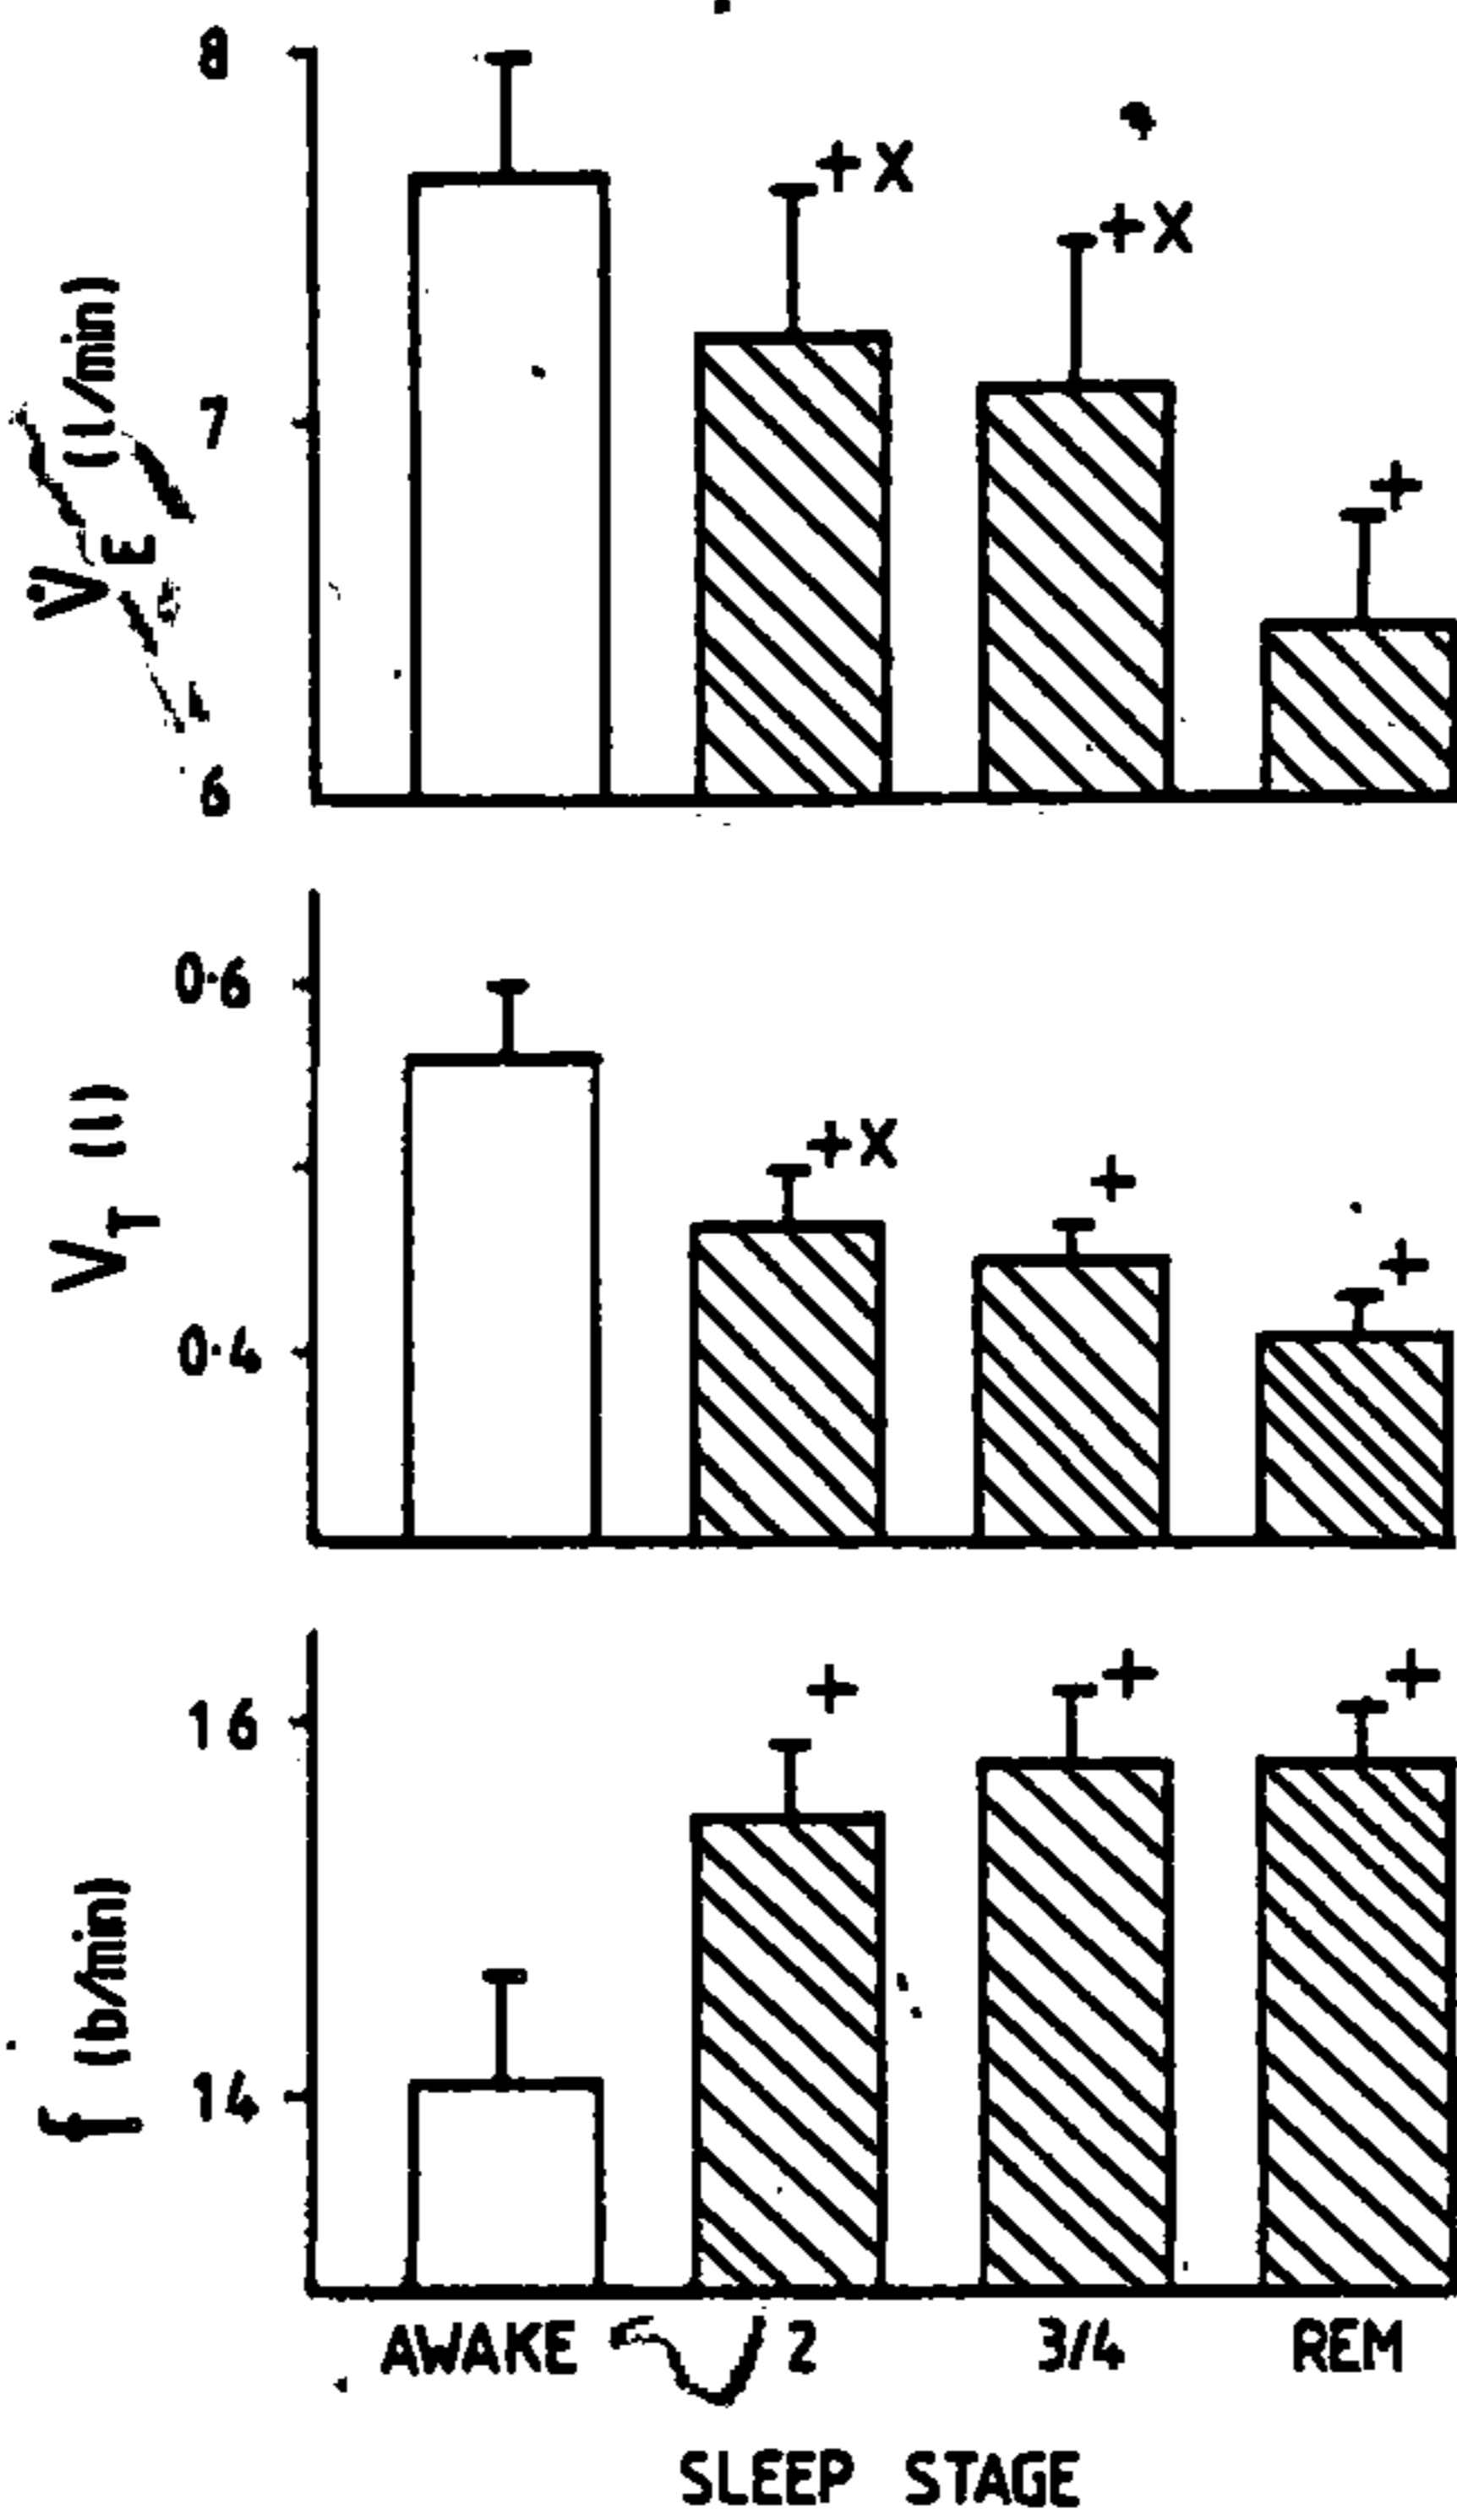 8
+X
+X
V̇E (l/min)
7
+
6
0·6
VT (l)
+X
+
+
0·4
+
+
+
16
f (b/min)
14
AWAKE 2 3/4 REM
SLEEP STAGE